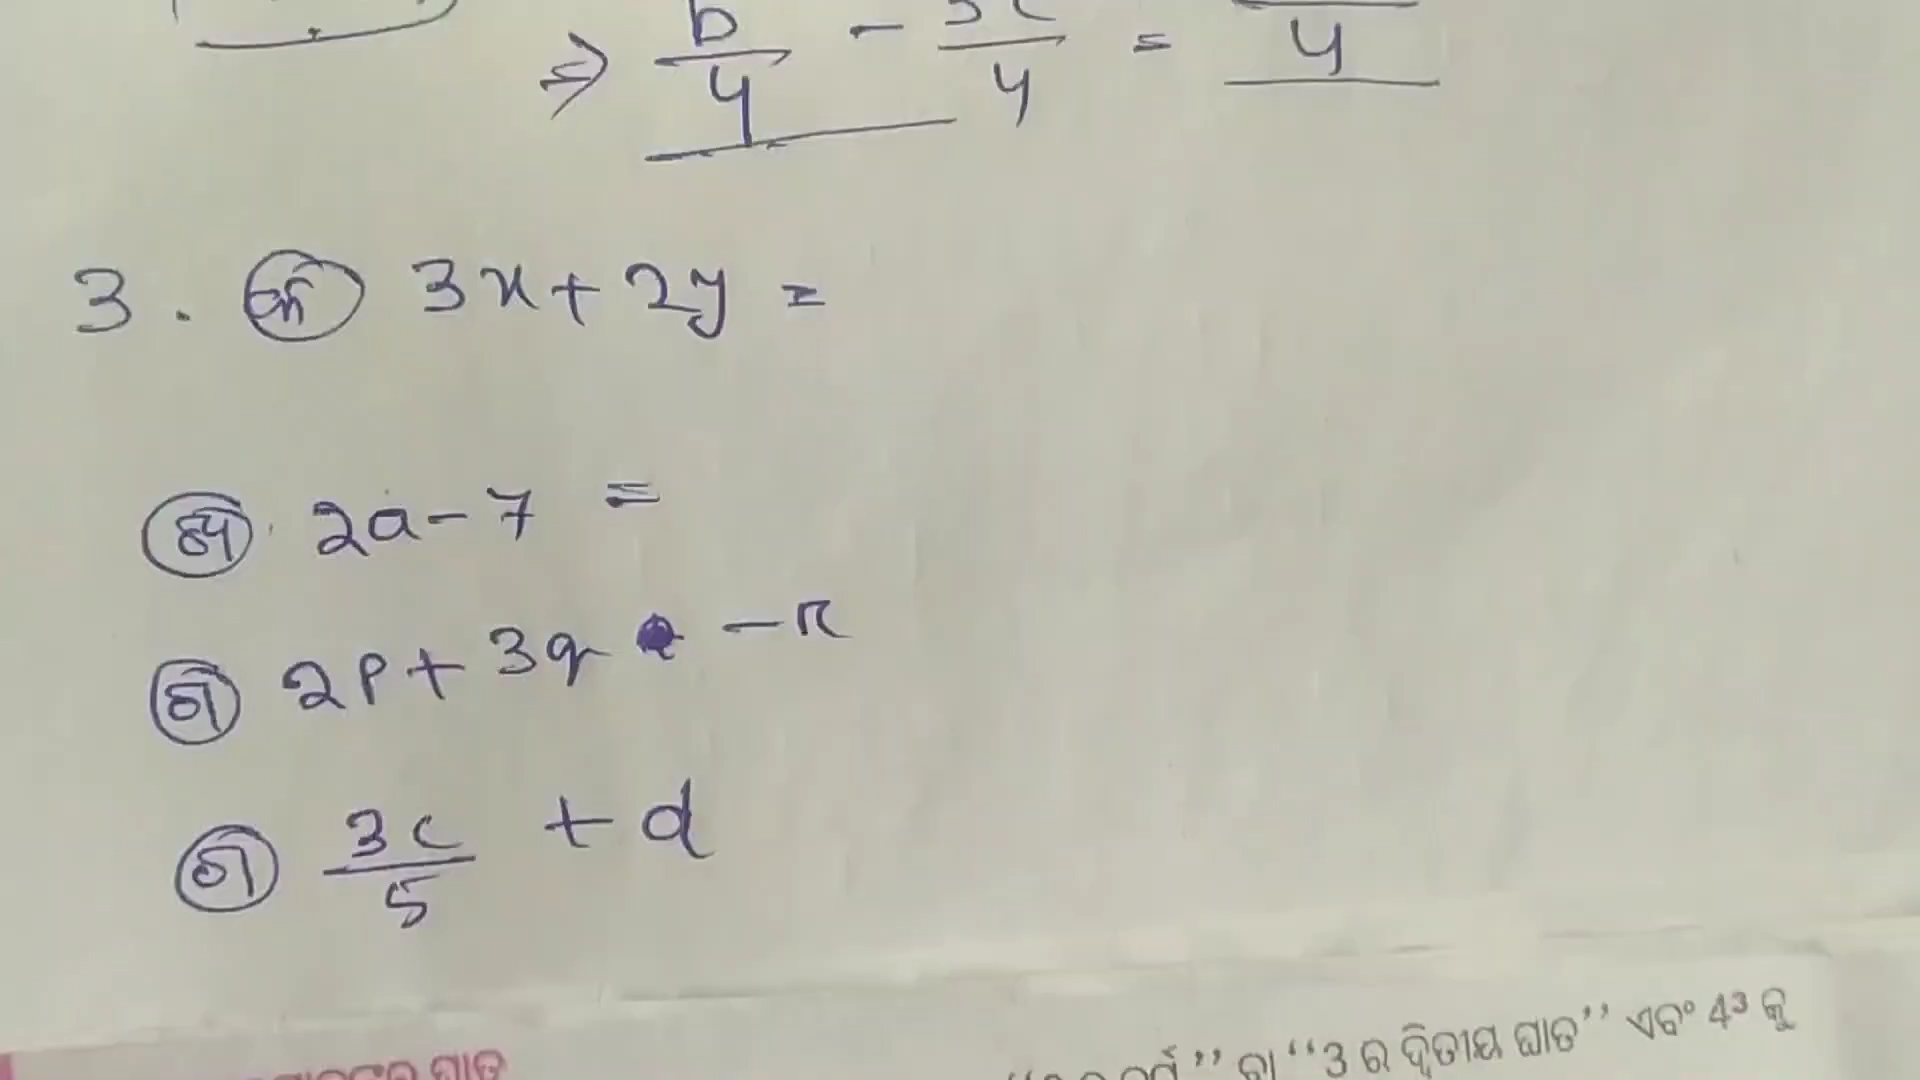 ⇒ b/4 - 3c/4 = /4
3. (କ) 3x + 2y =
(ଖ) 2a - 7 =
(ଗ) 2p + 3q - r
(ଗ) 3c/5 + d
ଘାତ
” ବା “3 ର ଦ୍ୱିତୀୟ ଘାତ” ଏବଂ 4³ କୁ